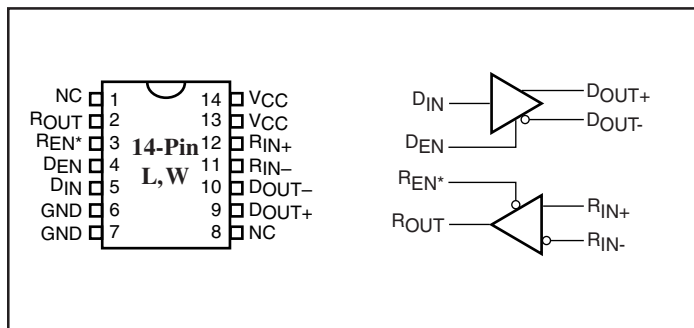 NC 1 14 VCC
ROUT 2 13 VCC
REN* 3 14-Pin 12 RIN+
DEN 4 L,W 11 RIN–
DIN 5 10 DOUT–
GND 6 9 DOUT+
GND 7 8 NC
DIN DOUT+
DOUT-
DEN
REN*
ROUT RIN+
RIN-